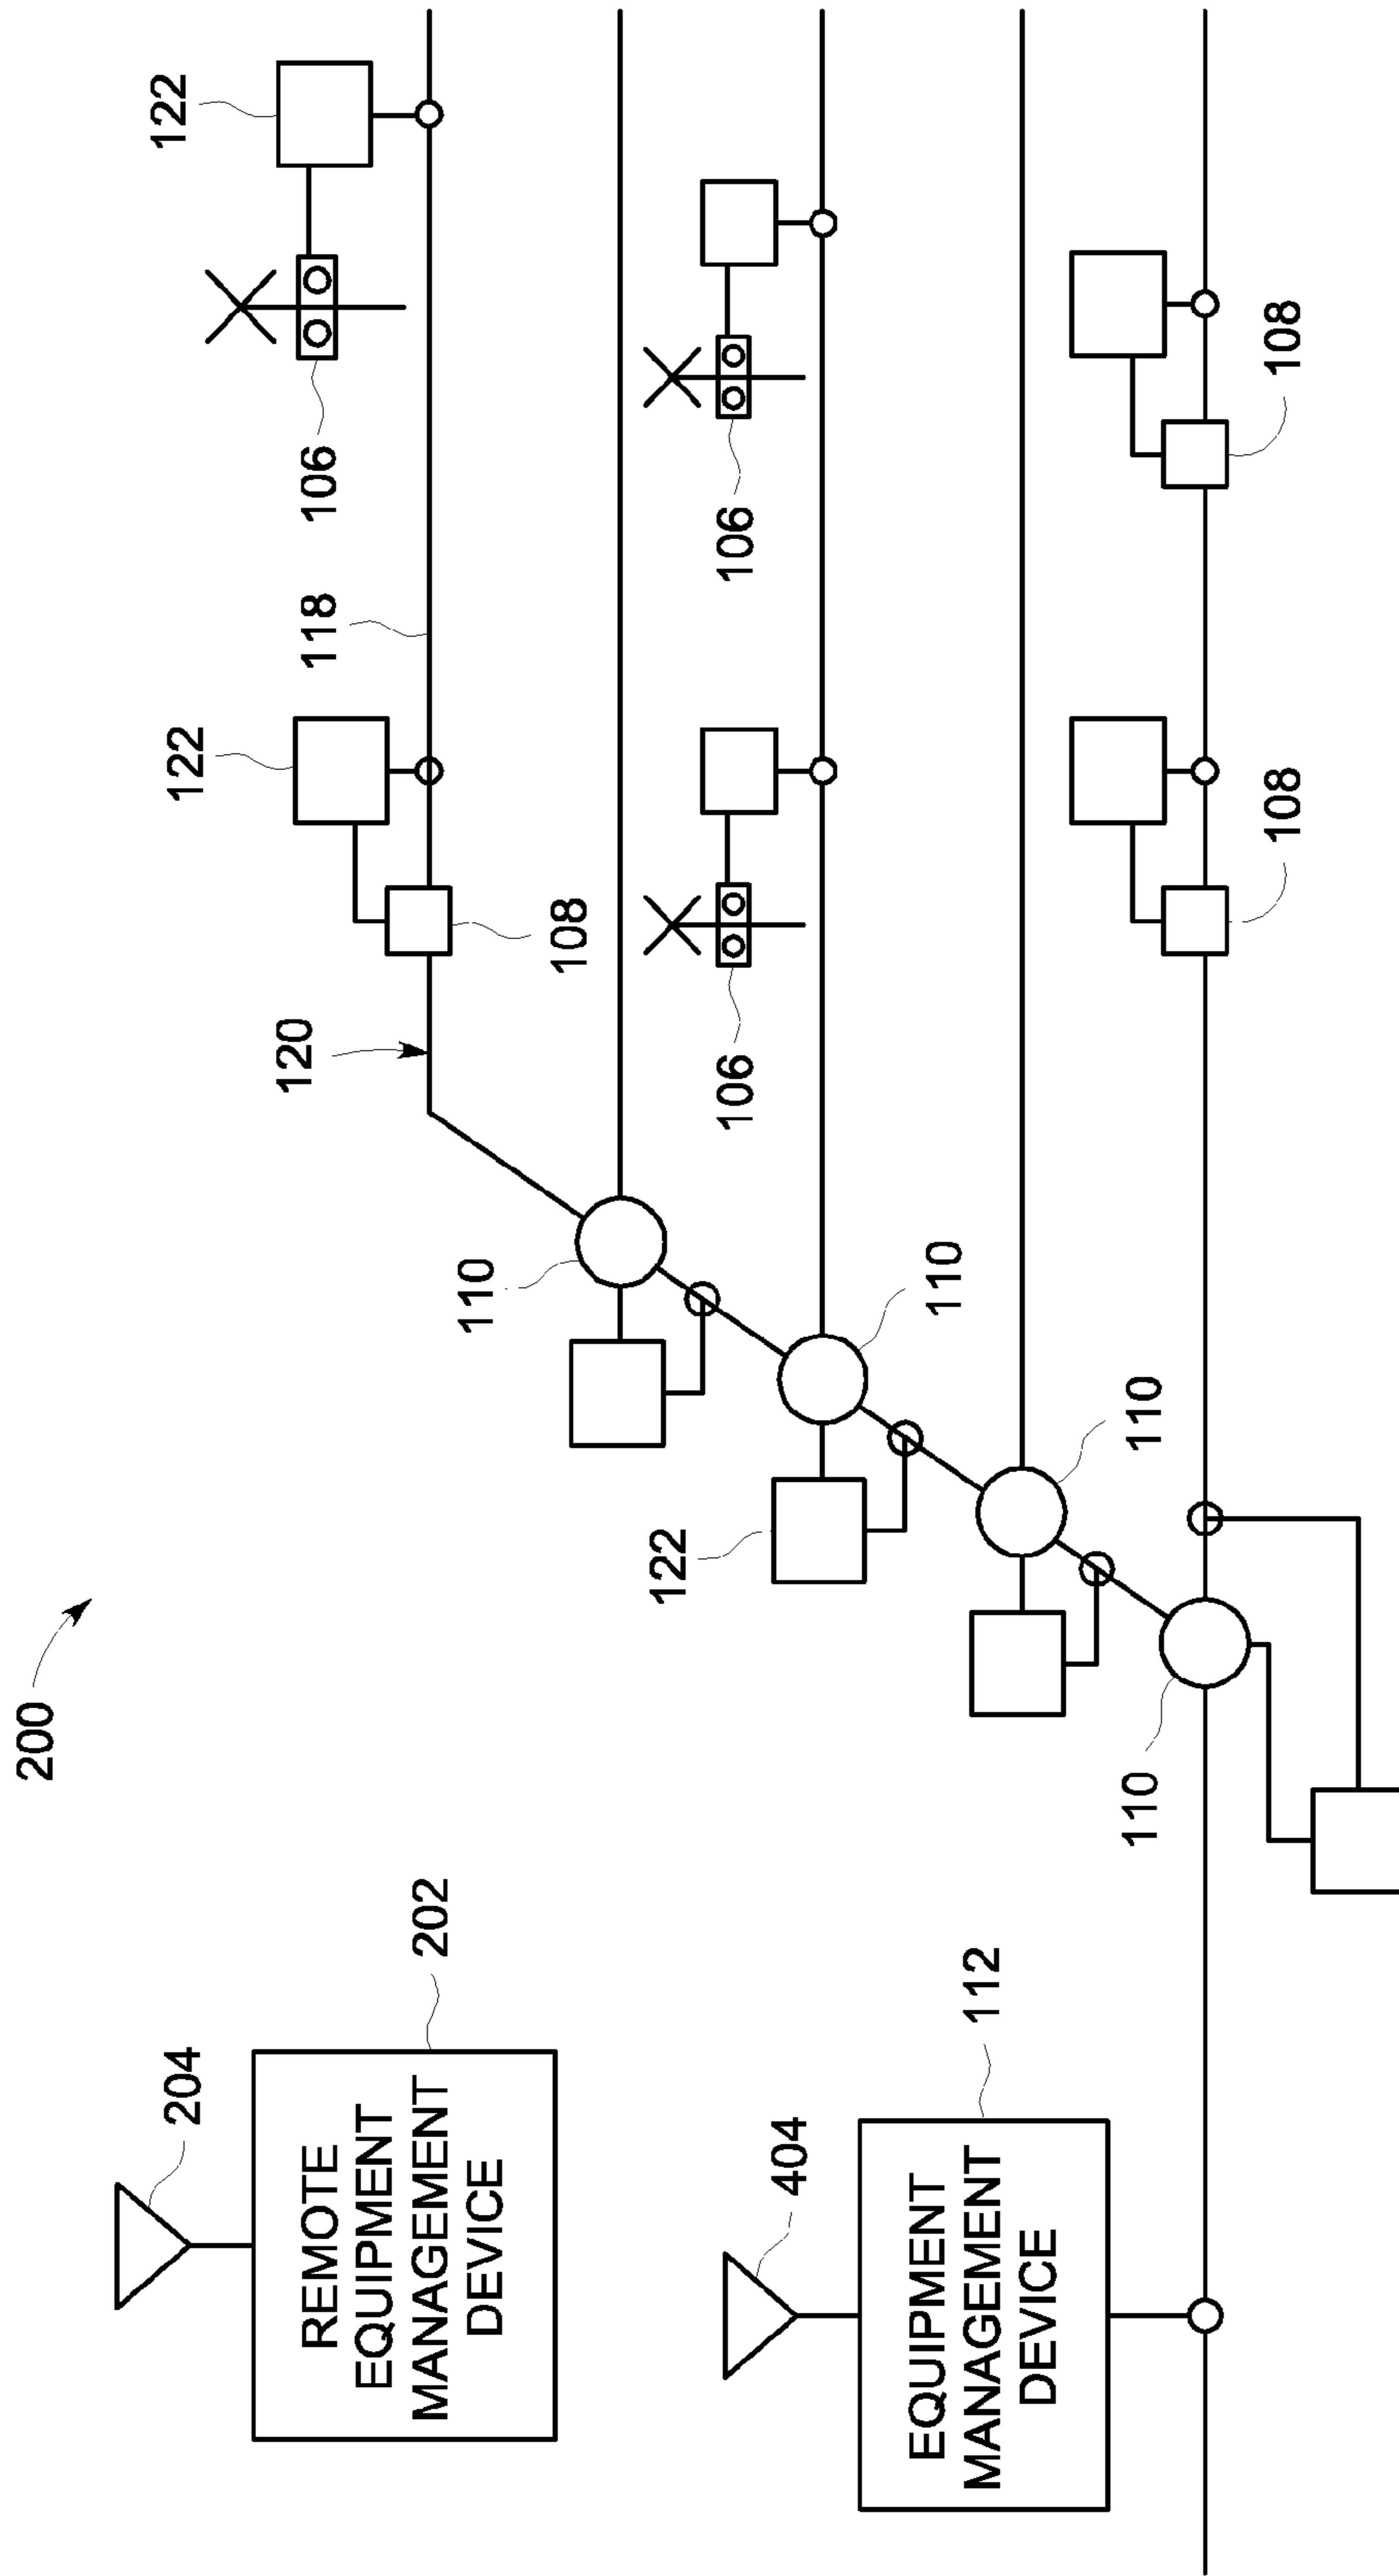 200
204
REMOTE
EQUIPMENT
MANAGEMENT
DEVICE
202
404
EQUIPMENT
MANAGEMENT
DEVICE
112
120
122
118
106
122
108
110
106
106
122
110
110
110
108
108